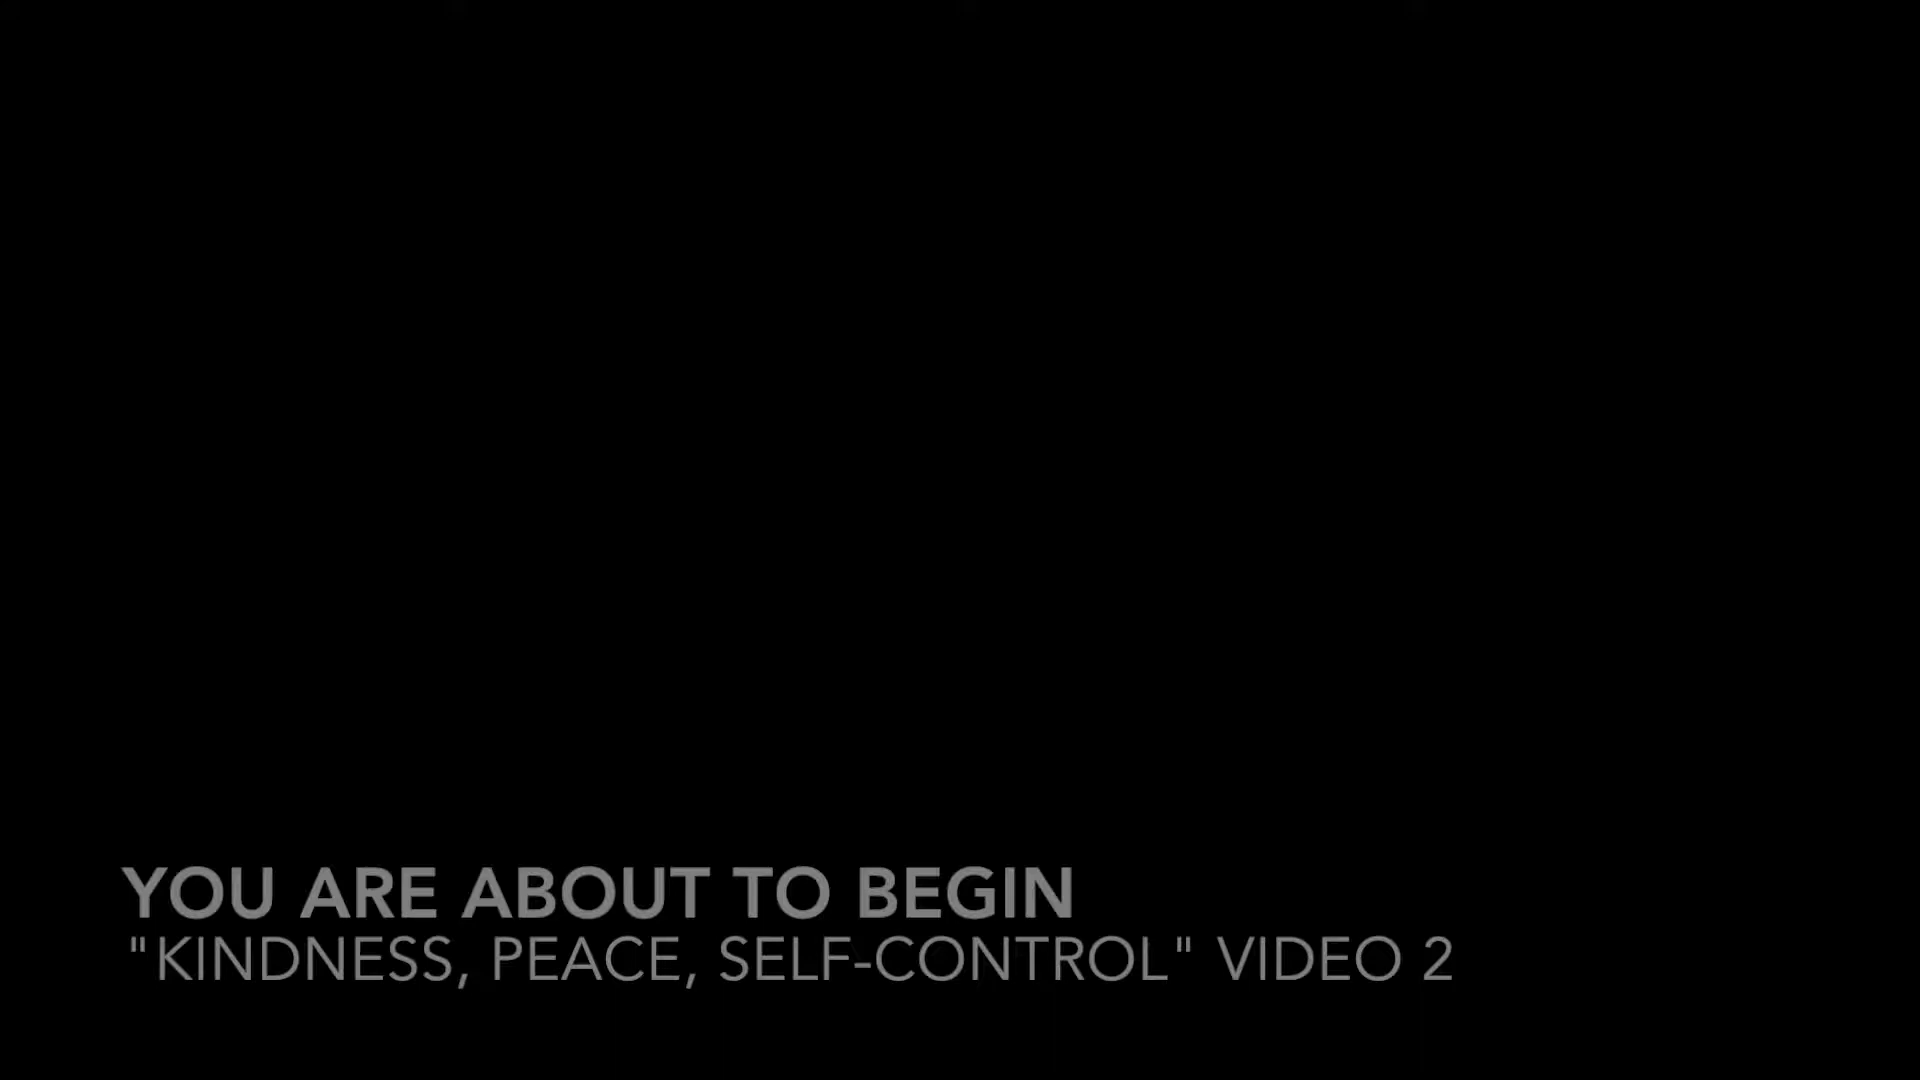 YOU ARE ABOUT TO BEGIN
"KINDNESS, PEACE, SELF-CONTROL" VIDEO 2